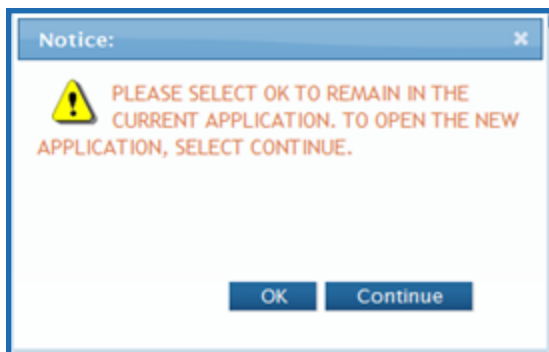 Notice:
PLEASE SELECT OK TO REMAIN IN THE
CURRENT APPLICATION. TO OPEN THE NEW
APPLICATION, SELECT CONTINUE.
OK Continue